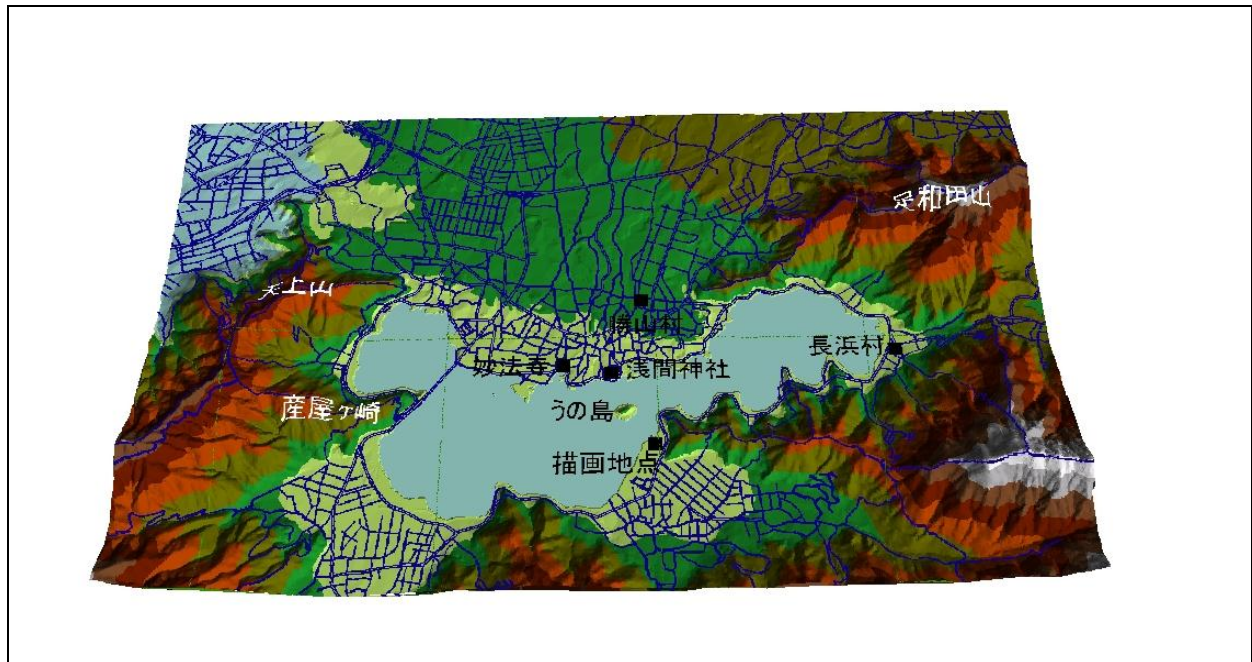 足和田山
天上山
勝山村
長浜村
妙法寺
浅間神社
産屋ヶ崎
うの島
描画地点